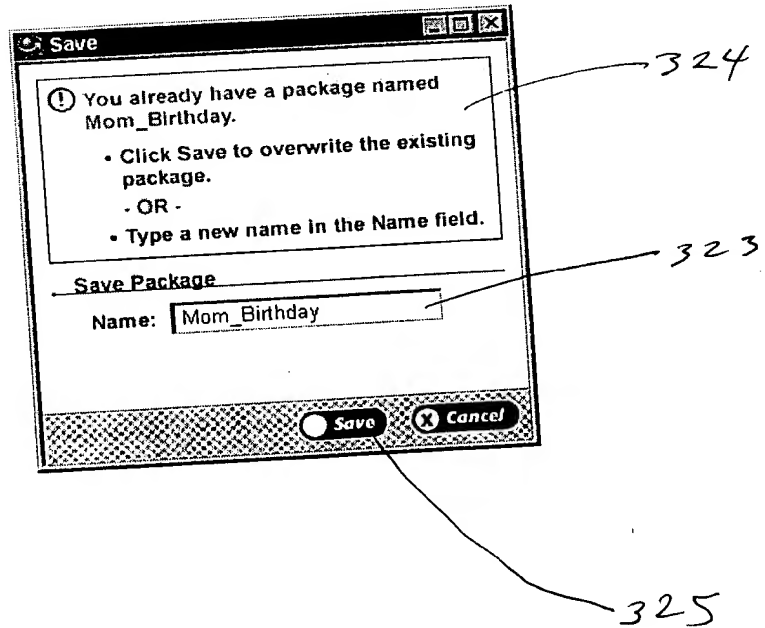 Save
324
You already have a package named
Mom_Birthday.
• Click Save to overwrite the existing
package.
- OR -
• Type a new name in the Name field.
323
Save Package
Name: Mom_Birthday
Save
X Cancel
325